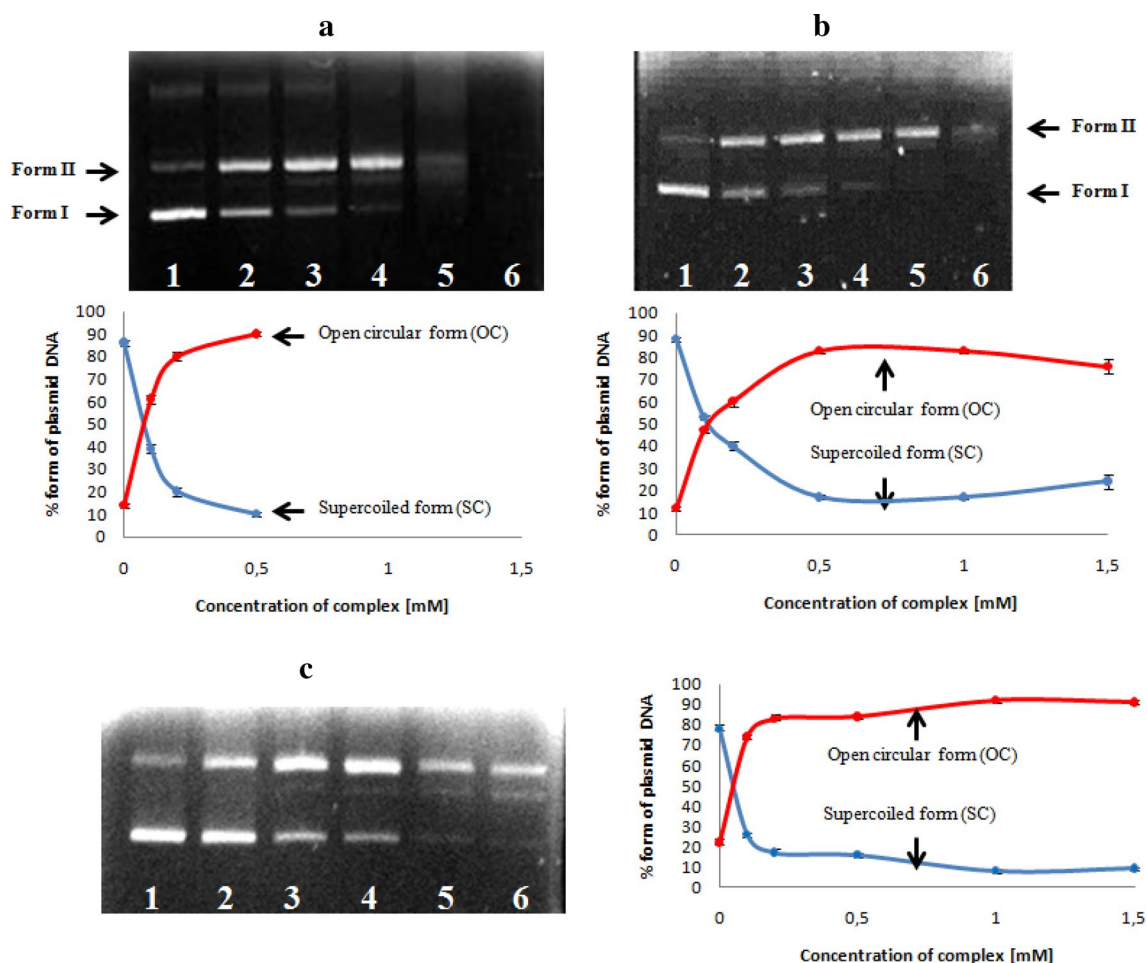 a
b
Form II
Form I
1 2 3 4 5 6
Form II
Form I
1 2 3 4 5 6
% form of plasmid DNA
100
90
80
70
60
50
40
30
20
10
0
Open circular form (OC)
Supercoiled form (SC)
0 0,5 1 1,5
Concentration of complex [mM]
% form of plasmid DNA
100
90
80
70
60
50
40
30
20
10
0
Open circular form (OC)
Supercoiled form (SC)
0 0,5 1 1,5
Concentration of complex [mM]
c
1 2 3 4 5 6
% form of plasmid DNA
100
90
80
70
60
50
40
30
20
10
0
Open circular form (OC)
Supercoiled form (SC)
0 0,5 1 1,5
Concentration of complex [mM]